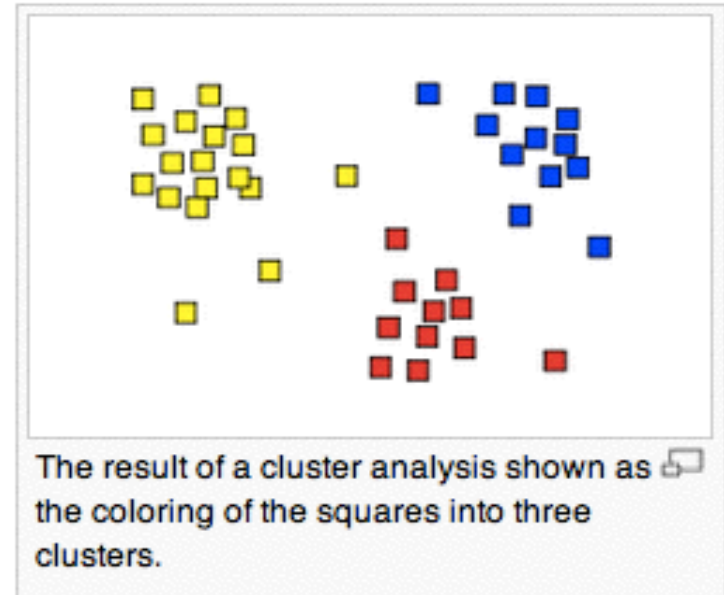 The result of a cluster analysis shown as
the coloring of the squares into three
clusters.